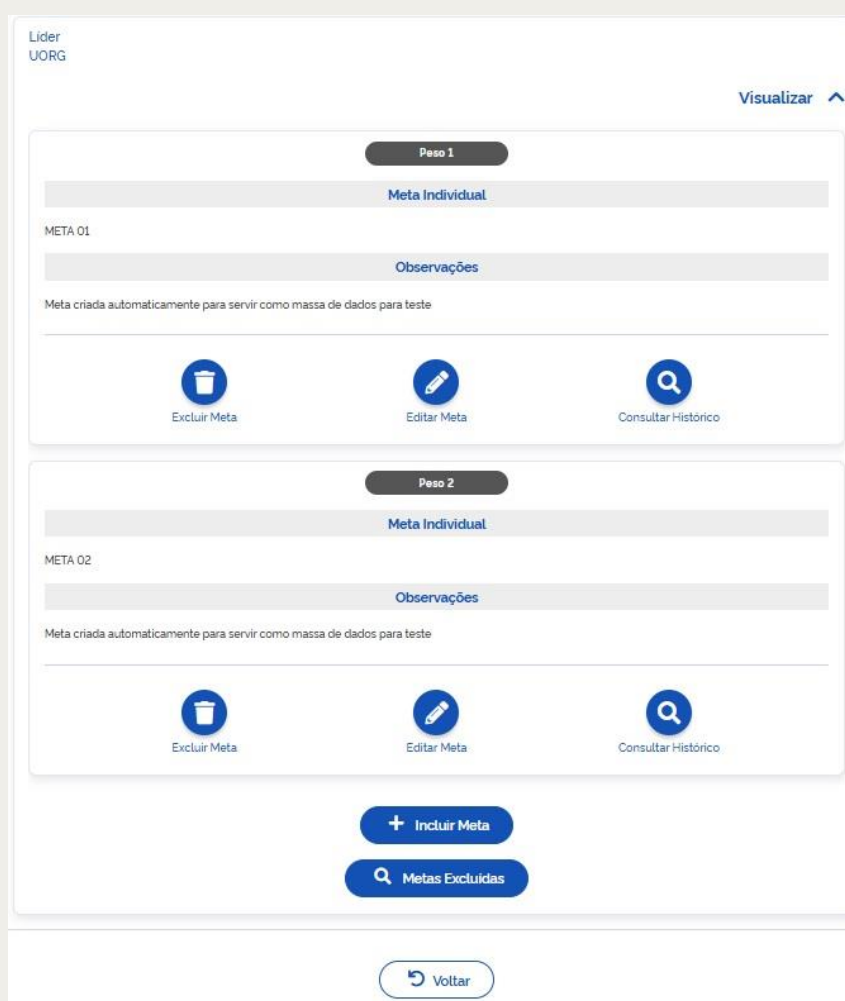 Líder
UORG
Visualizar
Peso 1
Meta Individual
META 01
Observações
Meta criada automaticamente para servir como massa de dados para teste
Excluir Meta Editar Meta Consultar Histórico
Peso 2
Meta Individual
META 02
Observações
Meta criada automaticamente para servir como massa de dados para teste
Excluir Meta Editar Meta Consultar Histórico
Incluir Meta
Metas Excluídas
Voltar